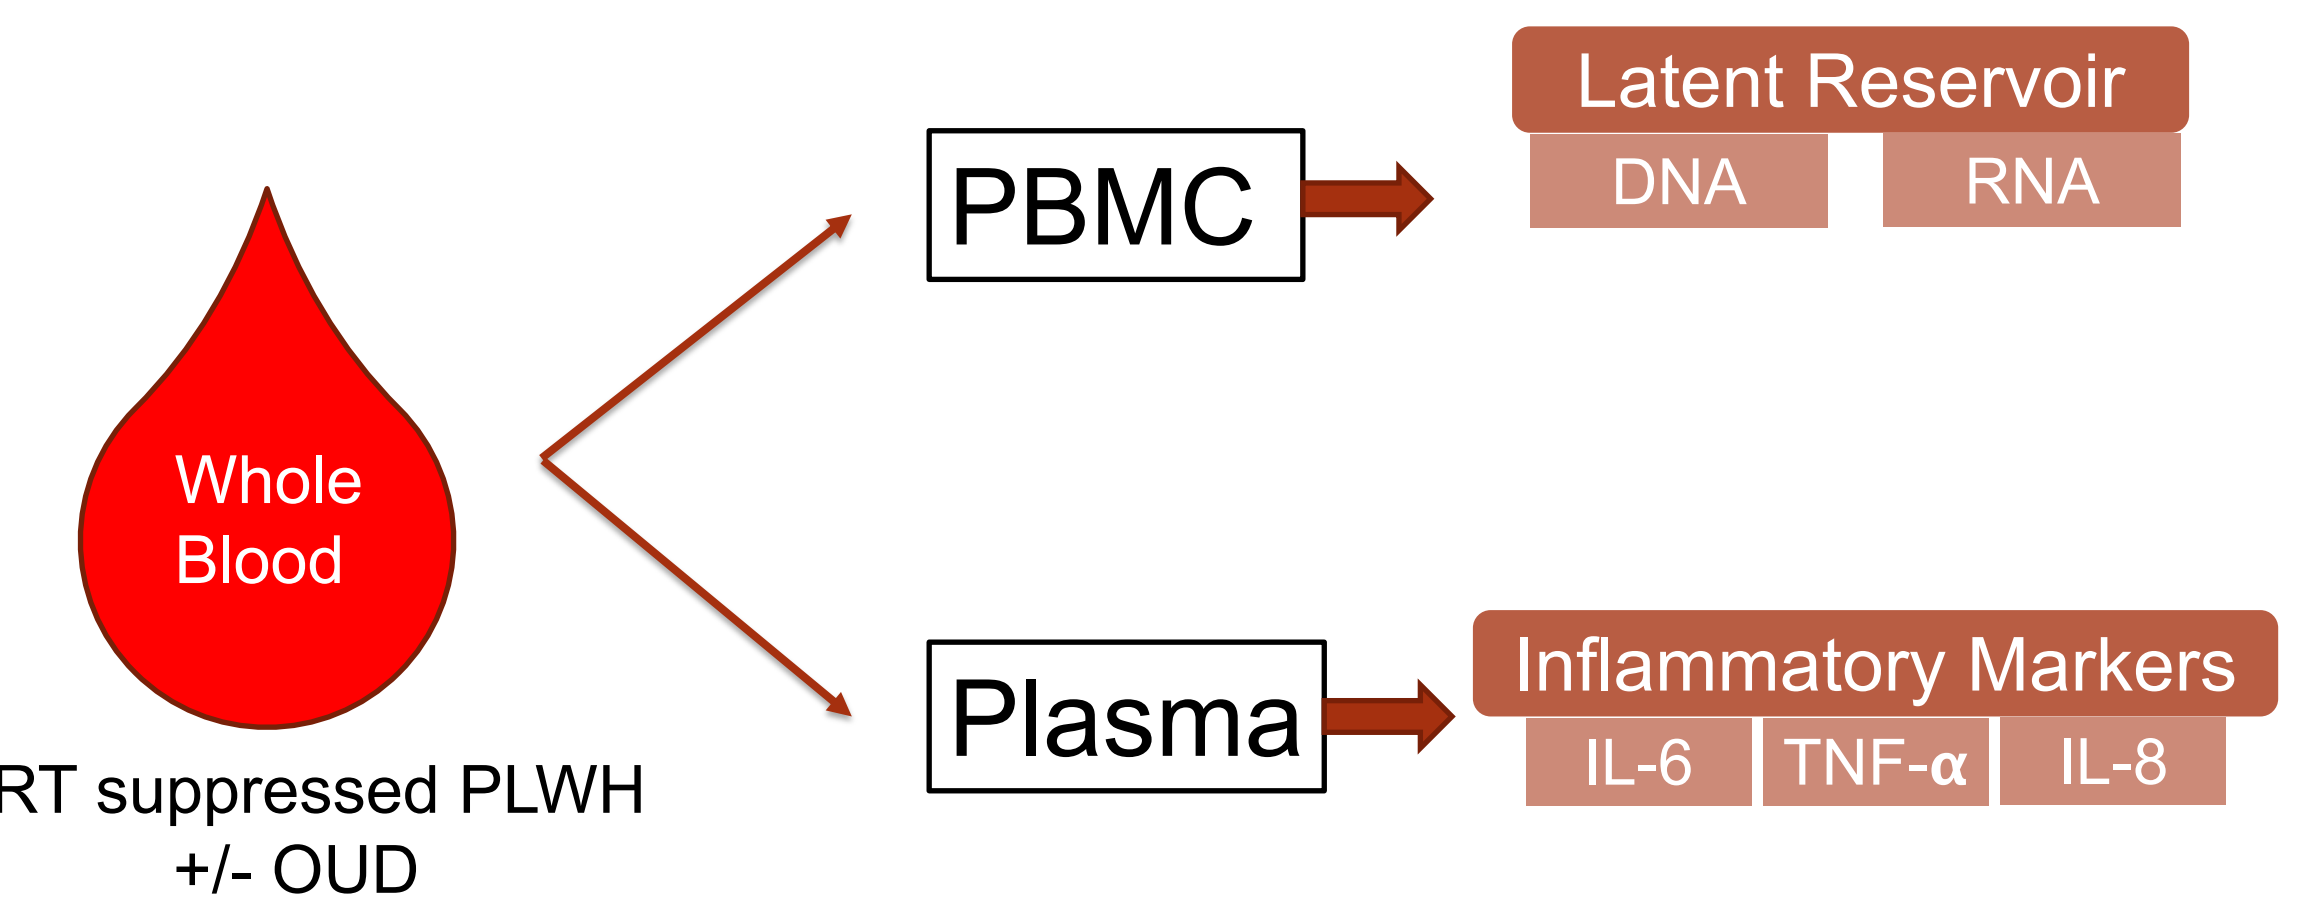 Latent Reservoir
PBMC
DNA
RNA
Whole
Blood
Inflammatory Markers
Plasma
IL-6
TNF-α
IL-8
RT suppressed PLWH
+/- OUD